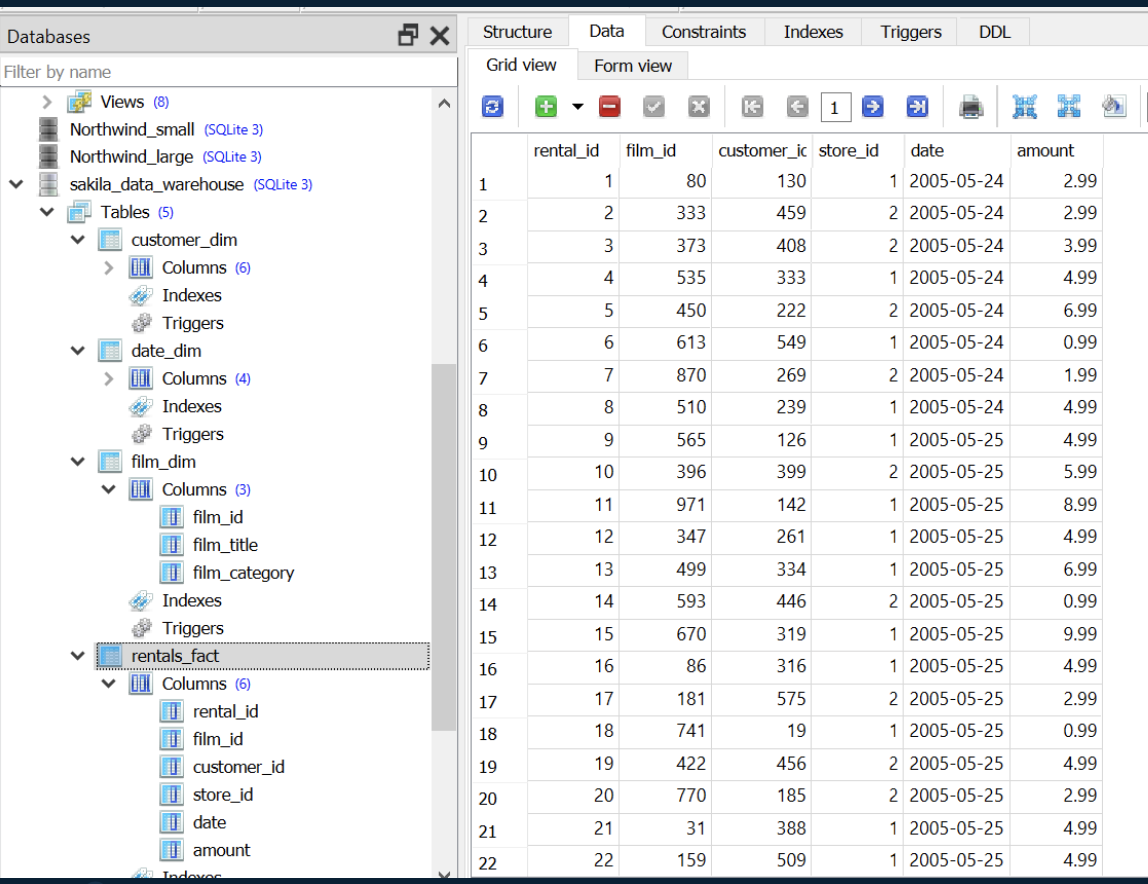 Databases
Filter by name
Views (8)
Northwind_small (SQLite 3)
Northwind_large (SQLite 3)
sakila_data_warehouse (SQLite 3)
Tables (5)
customer_dim
Columns (6)
Indexes
Triggers
date_dim
Columns (4)
Indexes
Triggers
film_dim
Columns (3)
film_id
film_title
film_category
Indexes
Triggers
rentals_fact
Columns (6)
rental_id
film_id
customer_id
store_id
date
amount
Indexes
Structure Data Constraints Indexes Triggers DDL
Grid view Form view
1
rental_id film_id customer_ic store_id date amount
1 1 80 130 1 2005-05-24 2.99
2 2 333 459 2 2005-05-24 2.99
3 3 373 408 2 2005-05-24 3.99
4 4 535 333 1 2005-05-24 4.99
5 5 450 222 2 2005-05-24 6.99
6 6 613 549 1 2005-05-24 0.99
7 7 870 269 2 2005-05-24 1.99
8 8 510 239 1 2005-05-24 4.99
9 9 565 126 1 2005-05-25 4.99
10 10 396 399 2 2005-05-25 5.99
11 11 971 142 1 2005-05-25 8.99
12 12 347 261 1 2005-05-25 4.99
13 13 499 334 1 2005-05-25 6.99
14 14 593 446 2 2005-05-25 0.99
15 15 670 319 1 2005-05-25 9.99
16 16 86 316 1 2005-05-25 4.99
17 17 181 575 2 2005-05-25 2.99
18 18 741 19 1 2005-05-25 0.99
19 19 422 456 2 2005-05-25 4.99
20 20 770 185 2 2005-05-25 2.99
21 21 31 388 1 2005-05-25 4.99
22 22 159 509 1 2005-05-25 4.99